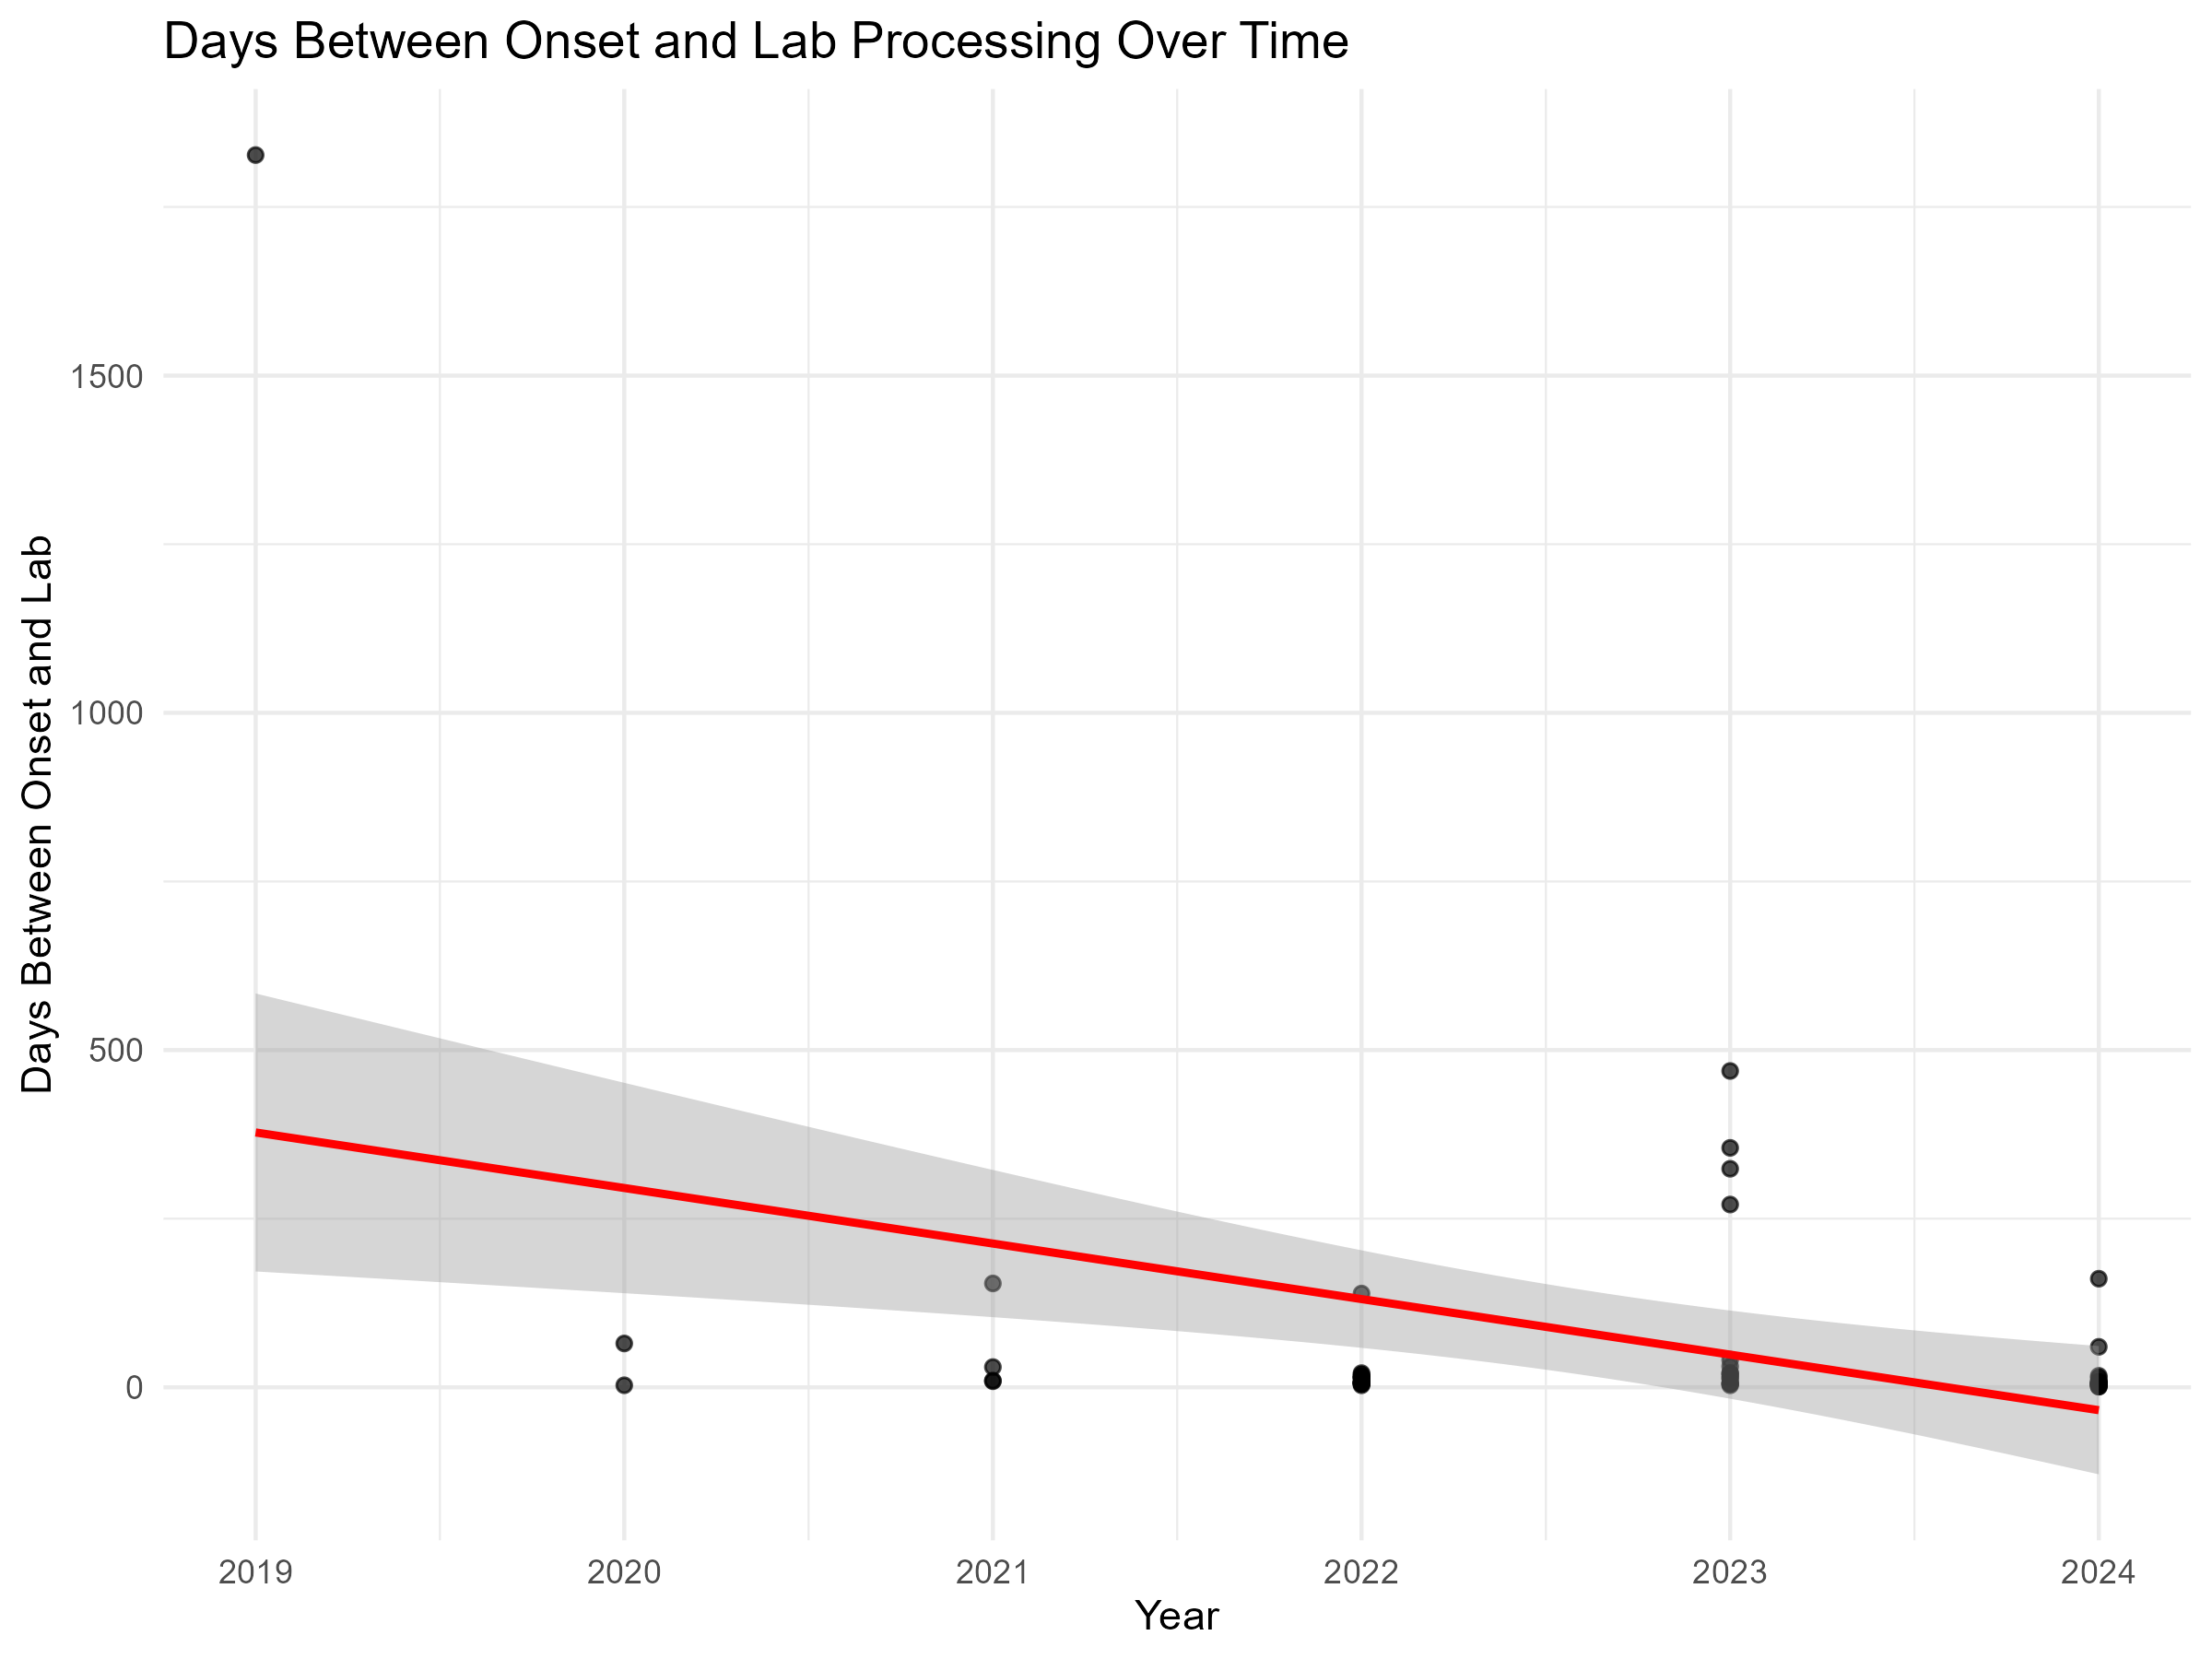 Days Between Onset and Lab Processing Over Time
Days Between Onset and Lab
1500
1000
500
0
2019 2020 2021 2022 2023 2024
Year